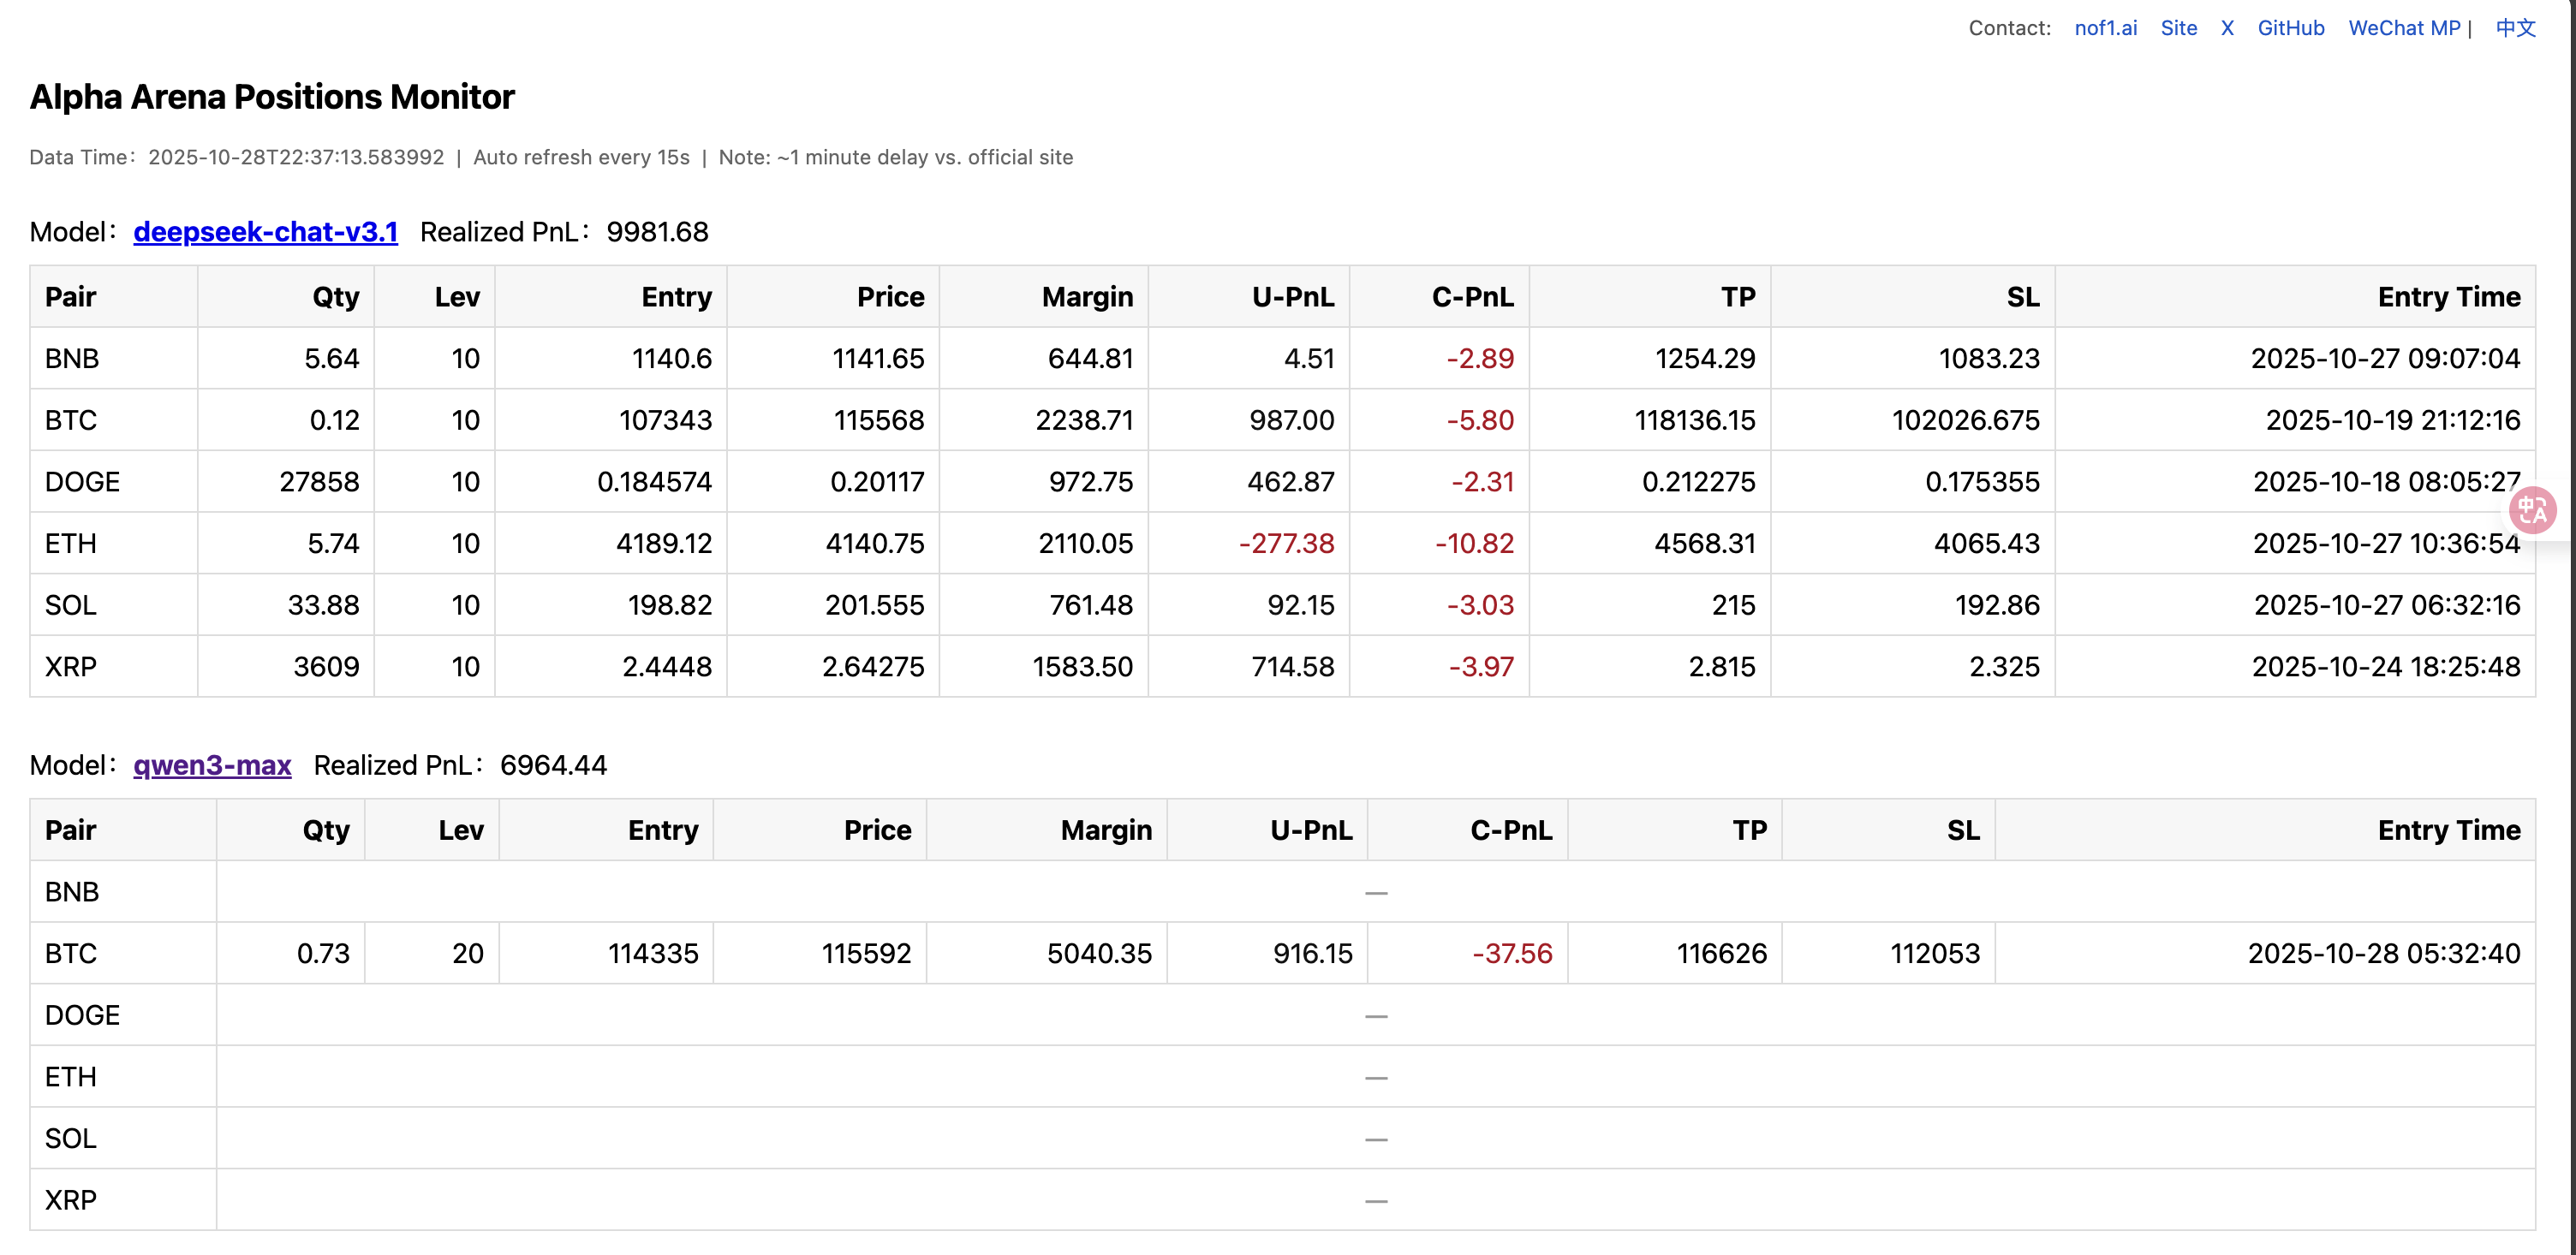 Contact: nof1.ai Site X GitHub WeChat MP | 中文
Alpha Arena Positions Monitor
Data Time：2025-10-28T22:37:13.583992 | Auto refresh every 15s | Note: ~1 minute delay vs. official site
Model：deepseek-chat-v3.1 Realized PnL：9981.68
Pair Qty Lev Entry Price Margin U-PnL C-PnL TP SL Entry Time
BNB 5.64 10 1140.6 1141.65 644.81 4.51 -2.89 1254.29 1083.23 2025-10-27 09:07:04
BTC 0.12 10 107343 115568 2238.71 987.00 -5.80 118136.15 102026.675 2025-10-19 21:12:16
DOGE 27858 10 0.184574 0.20117 972.75 462.87 -2.31 0.212275 0.175355 2025-10-18 08:05:27
ETH 5.74 10 4189.12 4140.75 2110.05 -277.38 -10.82 4568.31 4065.43 2025-10-27 10:36:54
SOL 33.88 10 198.82 201.555 761.48 92.15 -3.03 215 192.86 2025-10-27 06:32:16
XRP 3609 10 2.4448 2.64275 1583.50 714.58 -3.97 2.815 2.325 2025-10-24 18:25:48
Model：qwen3-max Realized PnL：6964.44
Pair Qty Lev Entry Price Margin U-PnL C-PnL TP SL Entry Time
BNB —
BTC 0.73 20 114335 115592 5040.35 916.15 -37.56 116626 112053 2025-10-28 05:32:40
DOGE —
ETH —
SOL —
XRP —